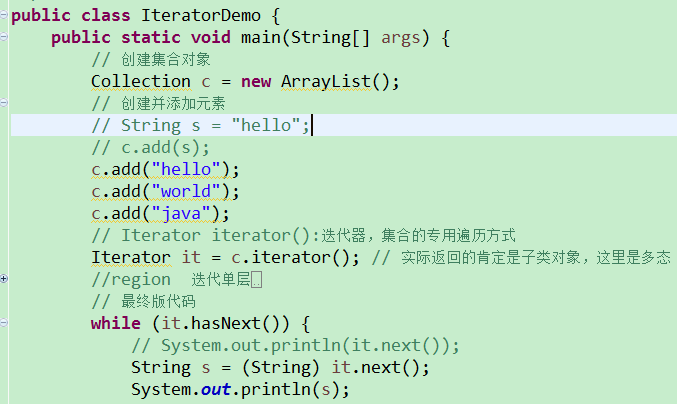 public class IteratorDemo {
public static void main(String[] args) {
// 创建集合对象
Collection c = new ArrayList();
// 创建并添加元素
// String s = "hello";
// c.add(s);
c.add("hello");
c.add("world");
c.add("java");
// Iterator iterator():迭代器，集合的专用遍历方式
Iterator it = c.iterator(); // 实际返回的肯定是子类对象，这里是多态
//region 迭代单层..
// 最终版代码
while (it.hasNext()) {
// System.out.println(it.next());
String s = (String) it.next();
System.out.println(s);